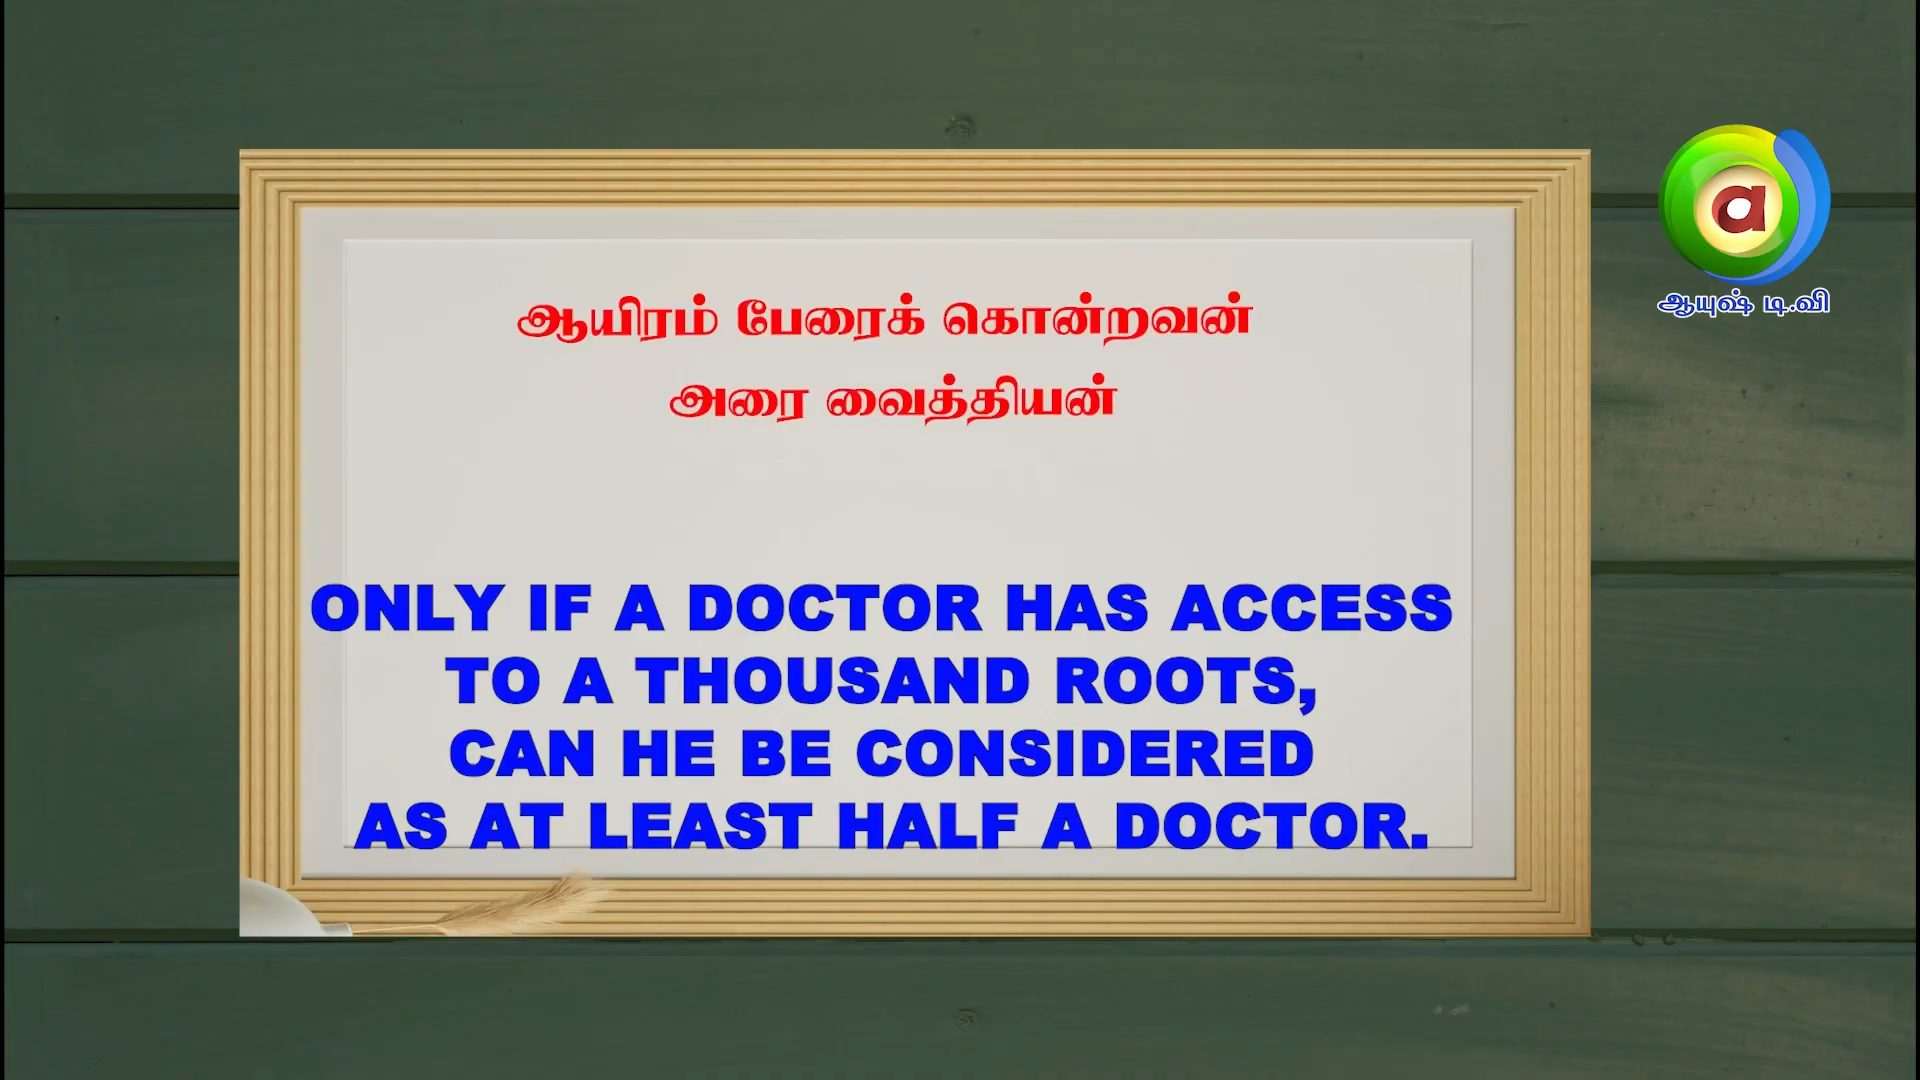 ஆயிரம் பேரைக் கொன்றவன்
அரை வைத்தியன்
ONLY IF A DOCTOR HAS ACCESS
TO A THOUSAND ROOTS,
CAN HE BE CONSIDERED
AS AT LEAST HALF A DOCTOR.
a
ஆயுஷ் டி.வி